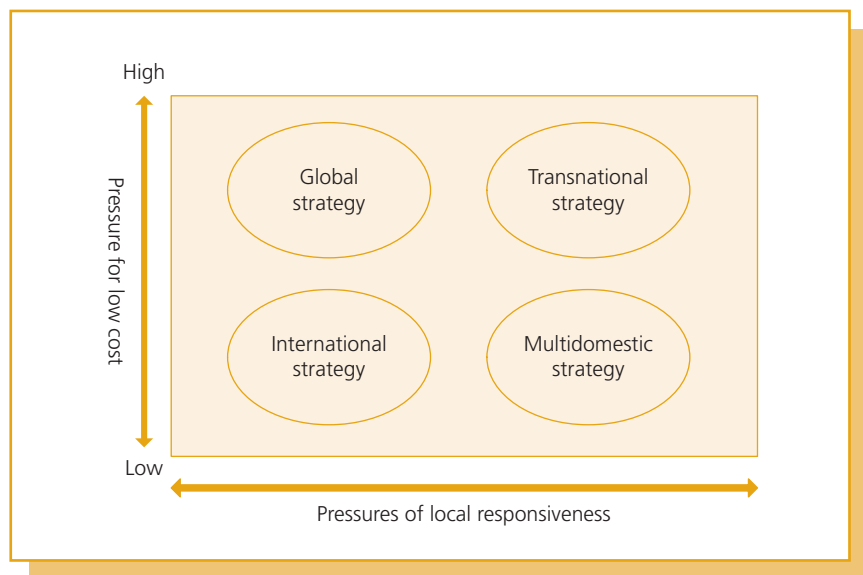 High
Global
strategy
Transnational
strategy
Pressure for low cost
International
strategy
Multidomestic
strategy
Low
Pressures of local responsiveness